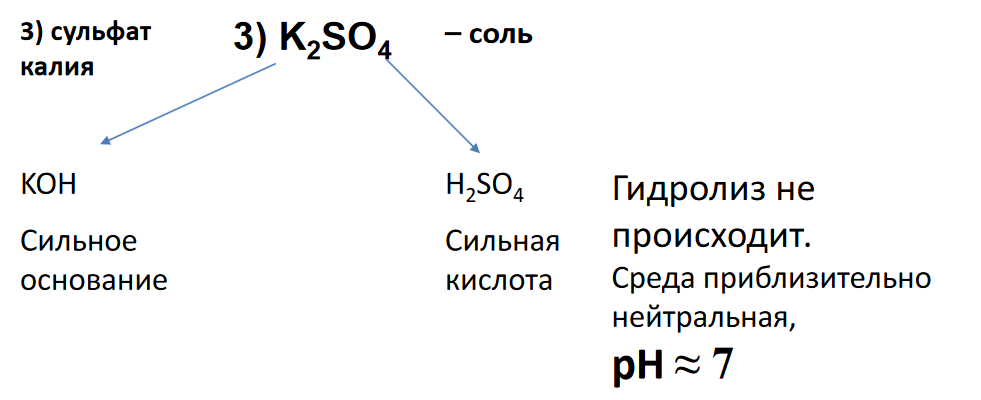 3) сульфат
калия
3) K₂SO₄
– соль
KOH
Сильное
основание
H₂SO₄
Сильная
кислота
Гидролиз не
происходит.
Среда приблизительно
нейтральная,
pH ≈ 7